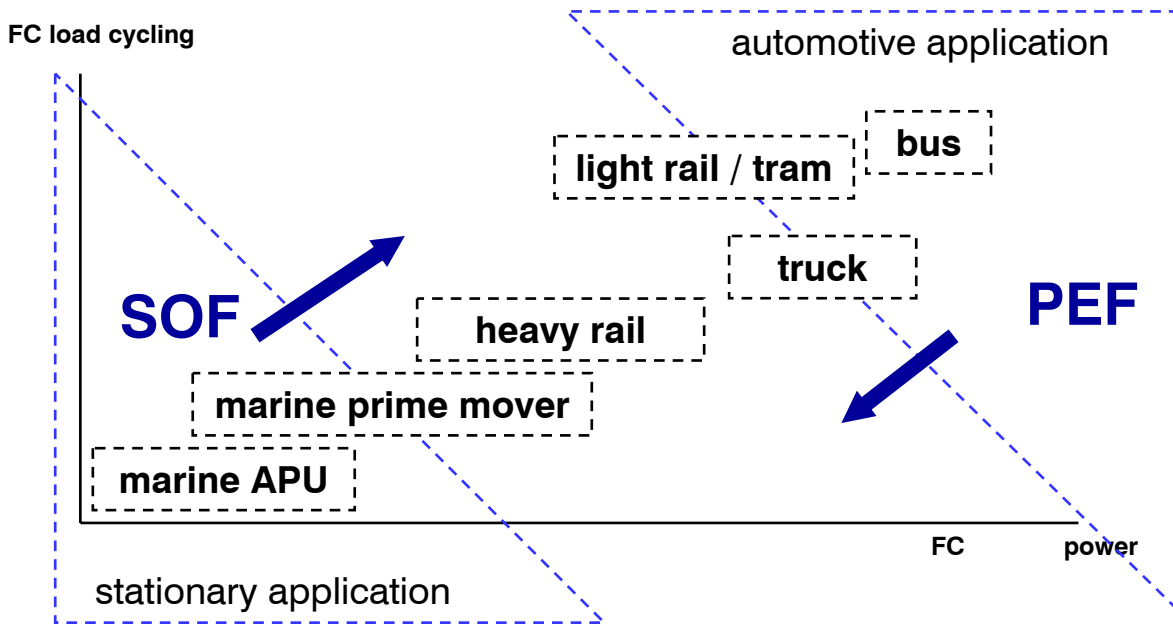 FC load cycling
automotive application
bus
light rail / tram
truck
SOF
PEF
heavy rail
marine prime mover
marine APU
FC power
stationary application